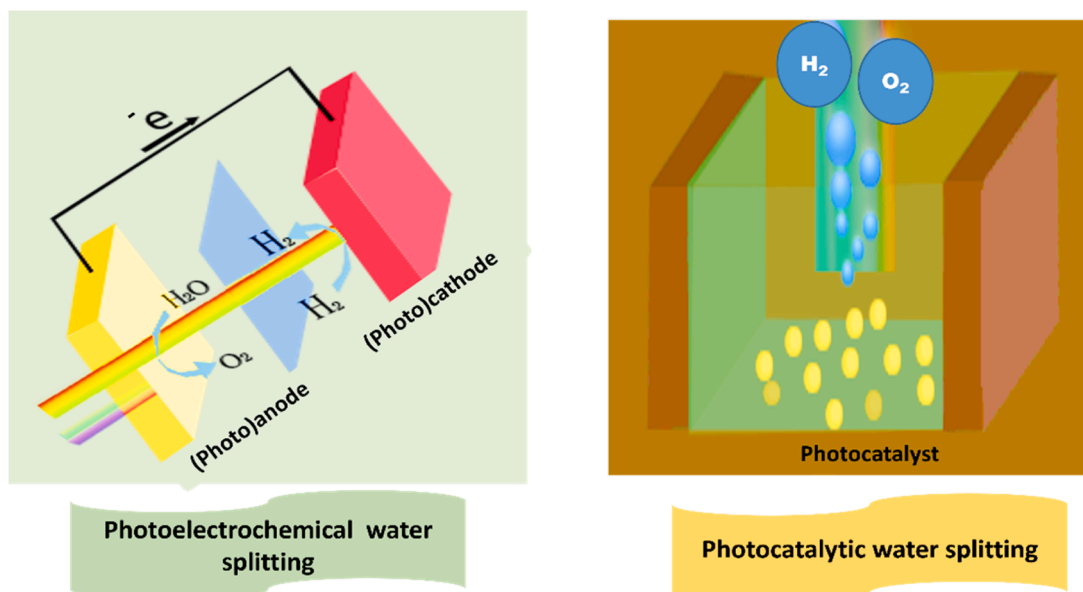 -
e
H₂O
O₂
H₂
H₂
(Photo)anode
(Photo)cathode
Photoelectrochemical water
splitting
H₂
O₂
Photocatalyst
Photocatalytic water splitting